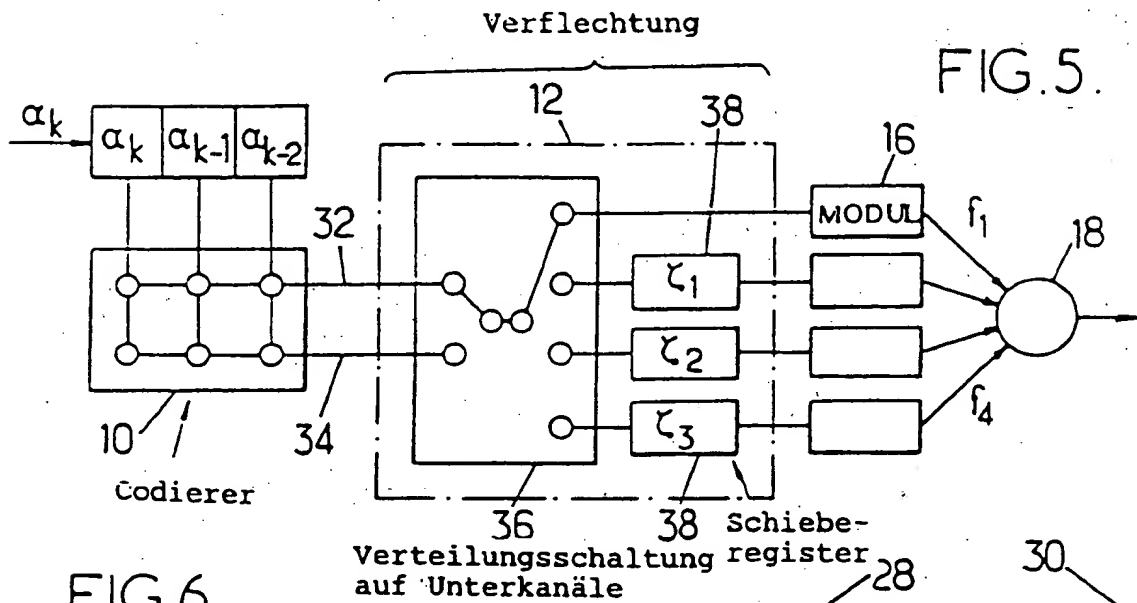 Verflechtung
FIG.5.
12
38
16
αk
αk αk-1 αk-2
32
MODUL
f1
18
ζ1
ζ2
ζ3
f4
10
34
Codierer
36
38
Schiebe-
register
Verteilungsschaltung
auf Unterkanäle
28
30
FIG.6